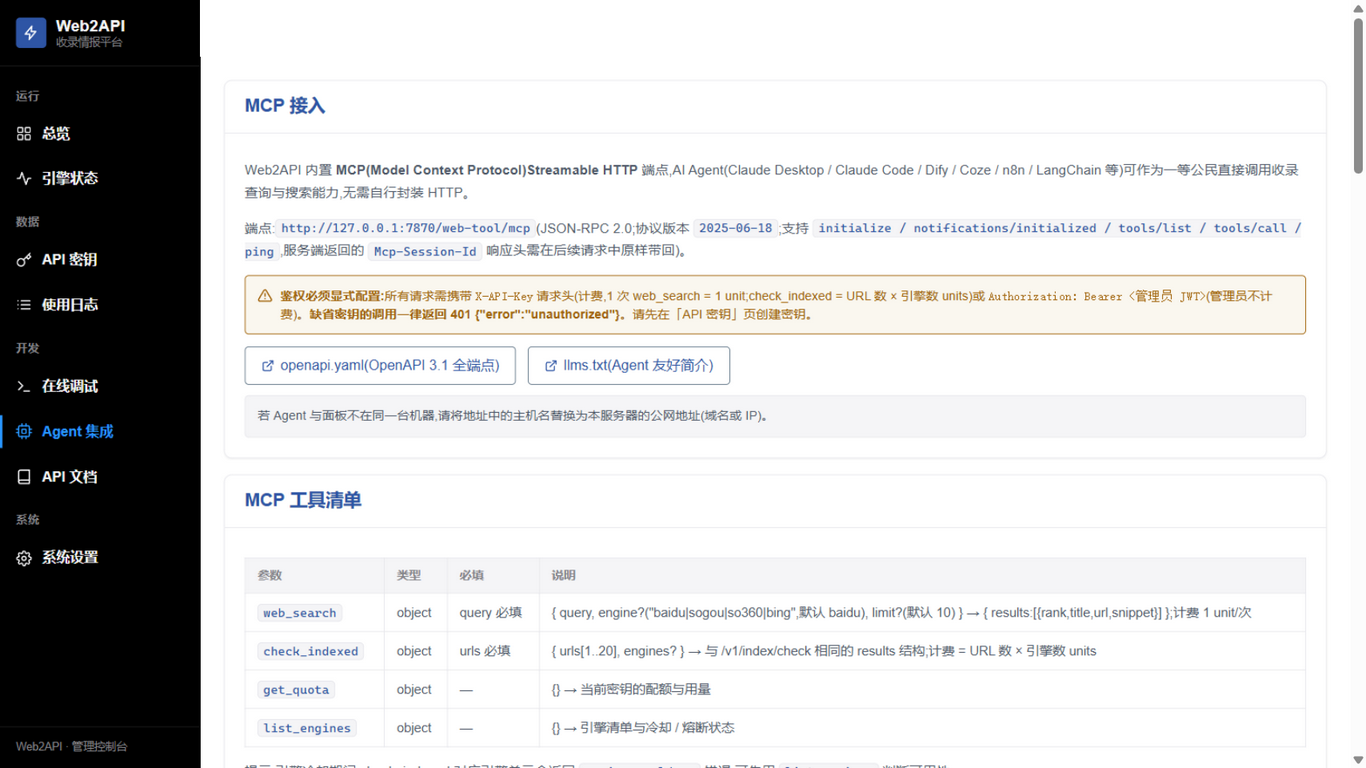 Web2API
收录情报平台
运行
总览
引擎状态
数据
API 密钥
使用日志
开发
在线调试
Agent 集成
API 文档
系统
系统设置
Web2API · 管理控制台
MCP 接入
Web2API 内置 MCP(Model Context Protocol)Streamable HTTP 端点,AI Agent(Claude Desktop / Claude Code / Dify / Coze / n8n / LangChain 等)可作为一等公民直接调用收录
查询与搜索能力,无需自行封装 HTTP。
端点: http://127.0.0.1:7870/web-tool/mcp (JSON-RPC 2.0;协议版本 2025-06-18 ;支持 initialize / notifications/initialized / tools/list / tools/call /
ping ,服务端返回的 Mcp-Session-Id 响应头需在后续请求中原样带回)。
鉴权必须显式配置:所有请求需携带 X-API-Key 请求头(计费,1 次 web_search = 1 unit;check_indexed = URL 数 × 引擎数 units)或 Authorization: Bearer <管理员 JWT>(管理员不计
费)。缺省密钥的调用一律返回 401 {"error":"unauthorized"}。请先在「API 密钥」页创建密钥。
openapi.yaml(OpenAPI 3.1 全端点)
llms.txt(Agent 友好简介)
若 Agent 与面板不在同一台机器,请将地址中的主机名替换为本服务器的公网地址(域名或 IP)。
MCP 工具清单
参数 类型 必填 说明
web_search object query 必填 { query, engine?("baidu|sogou|so360|bing",默认 baidu), limit?(默认 10) } → { results:[{rank,title,url,snippet}] };计费 1 unit/次
check_indexed object urls 必填 { urls[1..20], engines? } → 与 /v1/index/check 相同的 results 结构;计费 = URL 数 × 引擎数 units
get_quota object — {} → 当前密钥的配额与用量
list_engines object — {} → 引擎清单与冷却 / 熔断状态